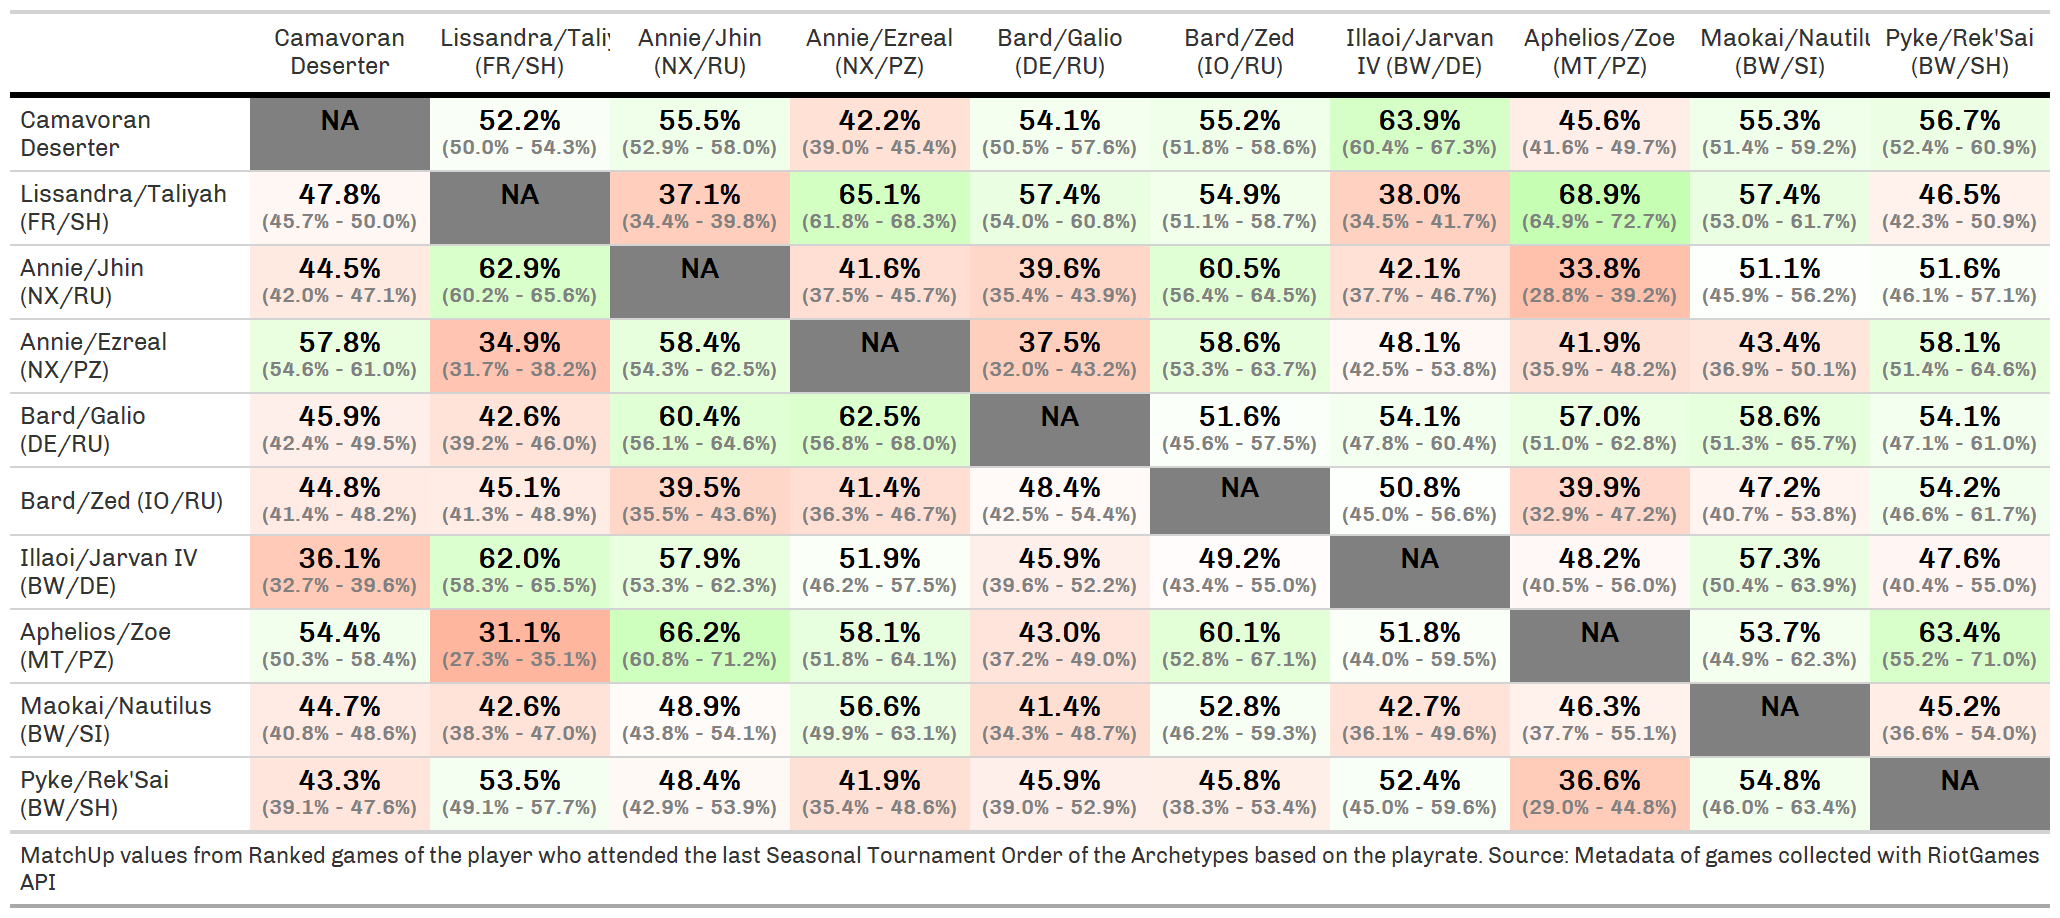 Camavoran Deserter Lissandra/Taliy (FR/SH) Annie/Jhin (NX/RU) Annie/Ezreal (NX/PZ) Bard/Galio (DE/RU) Bard/Zed (IO/RU) Illaoi/Jarvan IV (BW/DE) Aphelios/Zoe (MT/PZ) Maokai/Nautilu (BW/SI) Pyke/Rek'Sai (BW/SH)
Camavoran Deserter NA 52.2% (50.0% - 54.3%) 55.5% (52.9% - 58.0%) 42.2% (39.0% - 45.4%) 54.1% (50.5% - 57.6%) 55.2% (51.8% - 58.6%) 63.9% (60.4% - 67.3%) 45.6% (41.6% - 49.7%) 55.3% (51.4% - 59.2%) 56.7% (52.4% - 60.9%)
Lissandra/Taliyah (FR/SH) 47.8% (45.7% - 50.0%) NA 37.1% (34.4% - 39.8%) 65.1% (61.8% - 68.3%) 57.4% (54.0% - 60.8%) 54.9% (51.1% - 58.7%) 38.0% (34.5% - 41.7%) 68.9% (64.9% - 72.7%) 57.4% (53.0% - 61.7%) 46.5% (42.3% - 50.9%)
Annie/Jhin (NX/RU) 44.5% (42.0% - 47.1%) 62.9% (60.2% - 65.6%) NA 41.6% (37.5% - 45.7%) 39.6% (35.4% - 43.9%) 60.5% (56.4% - 64.5%) 42.1% (37.7% - 46.7%) 33.8% (28.8% - 39.2%) 51.1% (45.9% - 56.2%) 51.6% (46.1% - 57.1%)
Annie/Ezreal (NX/PZ) 57.8% (54.6% - 61.0%) 34.9% (31.7% - 38.2%) 58.4% (54.3% - 62.5%) NA 37.5% (32.0% - 43.2%) 58.6% (53.3% - 63.7%) 48.1% (42.5% - 53.8%) 41.9% (35.9% - 48.2%) 43.4% (36.9% - 50.1%) 58.1% (51.4% - 64.6%)
Bard/Galio (DE/RU) 45.9% (42.4% - 49.5%) 42.6% (39.2% - 46.0%) 60.4% (56.1% - 64.6%) 62.5% (56.8% - 68.0%) NA 51.6% (45.6% - 57.5%) 54.1% (47.8% - 60.4%) 57.0% (51.0% - 62.8%) 58.6% (51.3% - 65.7%) 54.1% (47.1% - 61.0%)
Bard/Zed (IO/RU) 44.8% (41.4% - 48.2%) 45.1% (41.3% - 48.9%) 39.5% (35.5% - 43.6%) 41.4% (36.3% - 46.7%) 48.4% (42.5% - 54.4%) NA 50.8% (45.0% - 56.6%) 39.9% (32.9% - 47.2%) 47.2% (40.7% - 53.8%) 54.2% (46.6% - 61.7%)
Illaoi/Jarvan IV (BW/DE) 36.1% (32.7% - 39.6%) 62.0% (58.3% - 65.5%) 57.9% (53.3% - 62.3%) 51.9% (46.2% - 57.5%) 45.9% (39.6% - 52.2%) 49.2% (43.4% - 55.0%) NA 48.2% (40.5% - 56.0%) 57.3% (50.4% - 63.9%) 47.6% (40.4% - 55.0%)
Aphelios/Zoe (MT/PZ) 54.4% (50.3% - 58.4%) 31.1% (27.3% - 35.1%) 66.2% (60.8% - 71.2%) 58.1% (51.8% - 64.1%) 43.0% (37.2% - 49.0%) 60.1% (52.8% - 67.1%) 51.8% (44.0% - 59.5%) NA 53.7% (44.9% - 62.3%) 63.4% (55.2% - 71.0%)
Maokai/Nautilus (BW/SI) 44.7% (40.8% - 48.6%) 42.6% (38.3% - 47.0%) 48.9% (43.8% - 54.1%) 56.6% (49.9% - 63.1%) 41.4% (34.3% - 48.7%) 52.8% (46.2% - 59.3%) 42.7% (36.1% - 49.6%) 46.3% (37.7% - 55.1%) NA 45.2% (36.6% - 54.0%)
Pyke/Rek'Sai (BW/SH) 43.3% (39.1% - 47.6%) 53.5% (49.1% - 57.7%) 48.4% (42.9% - 53.9%) 41.9% (35.4% - 48.6%) 45.9% (39.0% - 52.9%) 45.8% (38.3% - 53.4%) 52.4% (45.0% - 59.6%) 36.6% (29.0% - 44.8%) 54.8% (46.0% - 63.4%) NA
MatchUp values from Ranked games of the player who attended the last Seasonal Tournament Order of the Archetypes based on the playrate. Source: Metadata of games collected with RiotGames
API